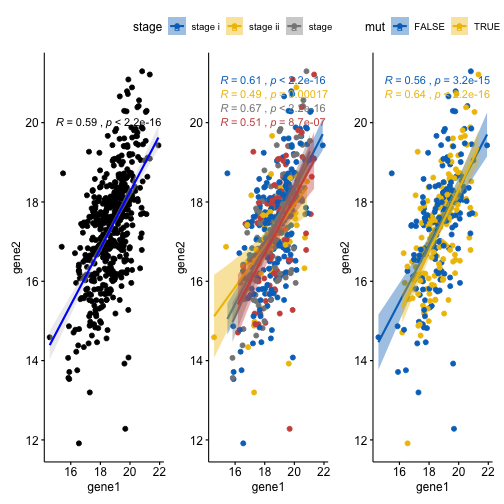 stage stage i stage ii stage mut FALSE TRUE
R = 0.59 , p < 2.2e-16
R = 0.61 , p < 2.2e-16
R = 0.49 , p = 0.00017
R = 0.67 , p < 2.2e-16
R = 0.51 , p = 8.7e-07
R = 0.56 , p = 3.2e-15
R = 0.64 , p < 2.2e-16
gene2
20
18
16
14
12
16 18 20 22
gene1
gene2
20
18
16
14
12
16 18 20 22
gene1
gene2
20
18
16
14
12
16 18 20 22
gene1